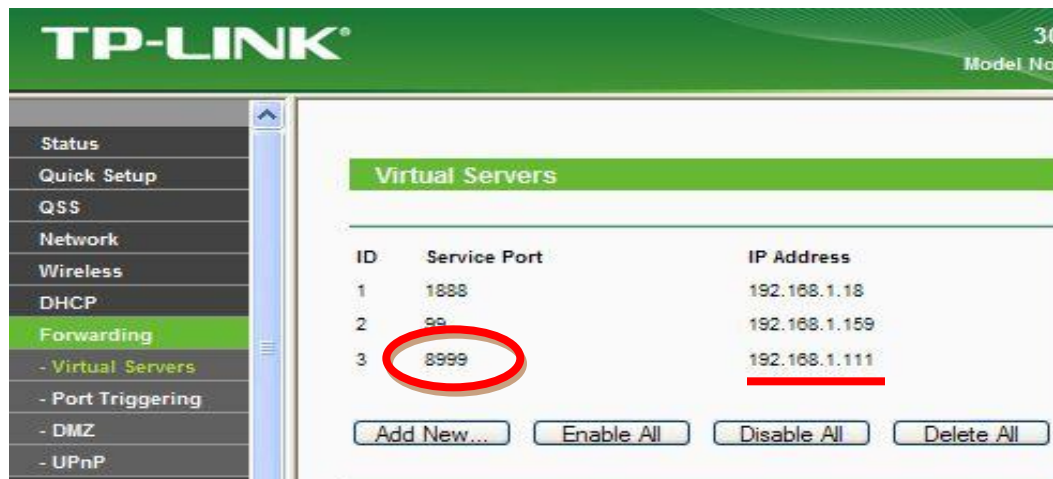 TP-LINK®
30
Model No
Status
Quick Setup
QSS
Network
Wireless
DHCP
Forwarding
- Virtual Servers
- Port Triggering
- DMZ
- UPnP
Virtual Servers
ID Service Port IP Address
1 1888 192.168.1.18
2 99 192.168.1.159
3 8999 192.168.1.111
Add New... Enable All Disable All Delete All